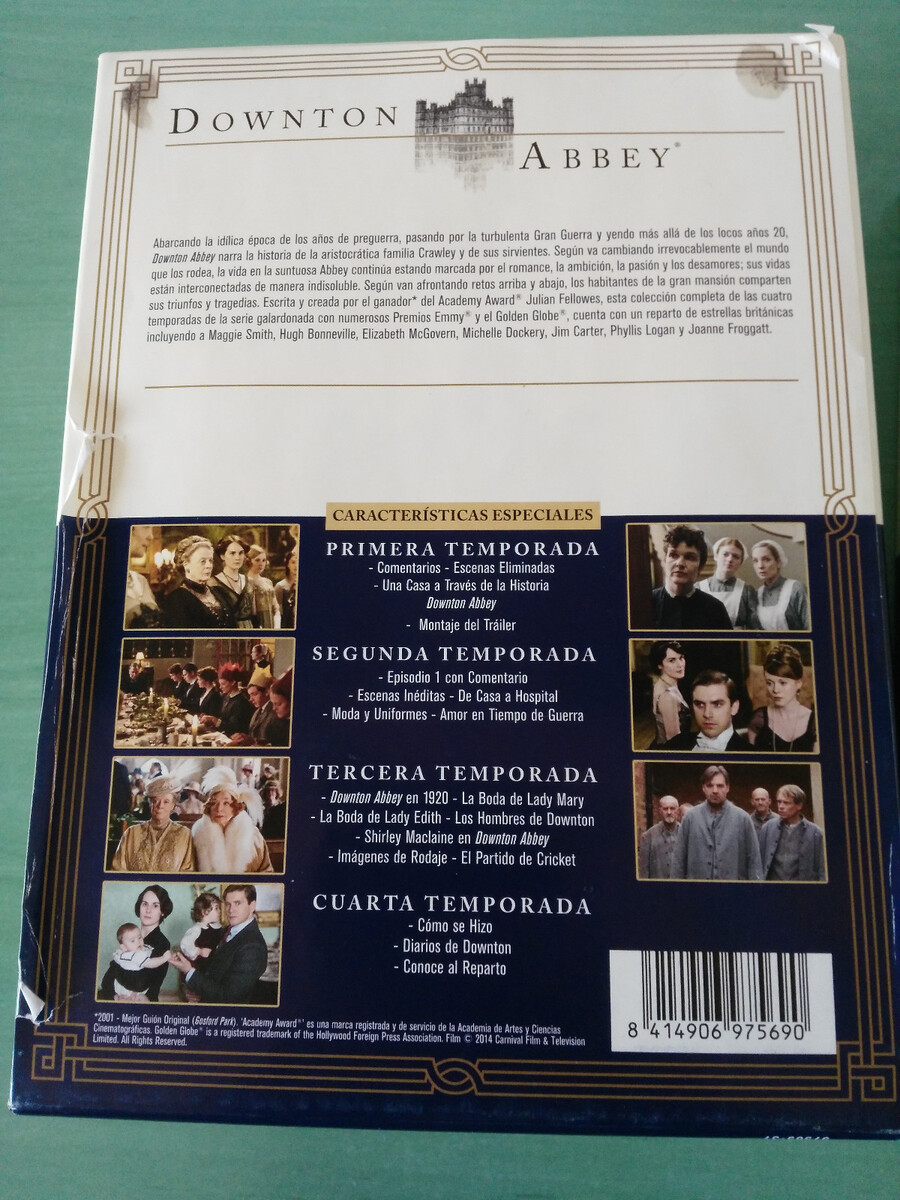 DOWNTON
ABBEY®
Abarcando la idílica época de los años de preguerra, pasando por la turbulenta Gran Guerra y yendo más allá de los locos años 20,
Downton Abbey narra la historia de la aristocrática familia Crawley y de sus sirvientes. Según va cambiando irrevocablemente el mundo
que los rodea, la vida en la suntuosa Abbey continúa estando marcada por el romance, la ambición, la pasión y los desamores; sus vidas
están interconectadas de manera indisoluble. Según van afrontando retos arriba y abajo, los habitantes de la gran mansión comparten
sus triunfos y tragedias. Escrita y creada por el ganador* del Academy Award® Julian Fellowes, esta colección completa de las cuatro
temporadas de la serie galardonada con numerosos Premios Emmy® y el Golden Globe®, cuenta con un reparto de estrellas británicas
incluyendo a Maggie Smith, Hugh Bonneville, Elizabeth McGovern, Michelle Dockery, Jim Carter, Phyllis Logan y Joanne Froggatt.
CARACTERÍSTICAS ESPECIALES
PRIMERA TEMPORADA
- Comentarios - Escenas Eliminadas
- Una Casa a Través de la Historia
Downton Abbey
- Montaje del Tráiler
SEGUNDA TEMPORADA
- Episodio 1 con Comentario
- Escenas Inéditas - De Casa a Hospital
- Moda y Uniformes - Amor en Tiempo de Guerra
TERCERA TEMPORADA
- Downton Abbey en 1920 - La Boda de Lady Mary
- La Boda de Lady Edith - Los Hombres de Downton
- Shirley Maclaine en Downton Abbey
- Imágenes de Rodaje - El Partido de Cricket
CUARTA TEMPORADA
- Cómo se Hizo
- Diarios de Downton
- Conoce al Reparto
*2001 - Mejor Guión Original (Gosford Park). 'Academy Award®' es una marca registrada y de servicio de la Academia de Artes y Ciencias
Cinematográficas. Golden Globe® is a registered trademark of the Hollywood Foreign Press Association. Film © 2014 Carnival Film & Television
Limited. All Rights Reserved.
8 414906 975690